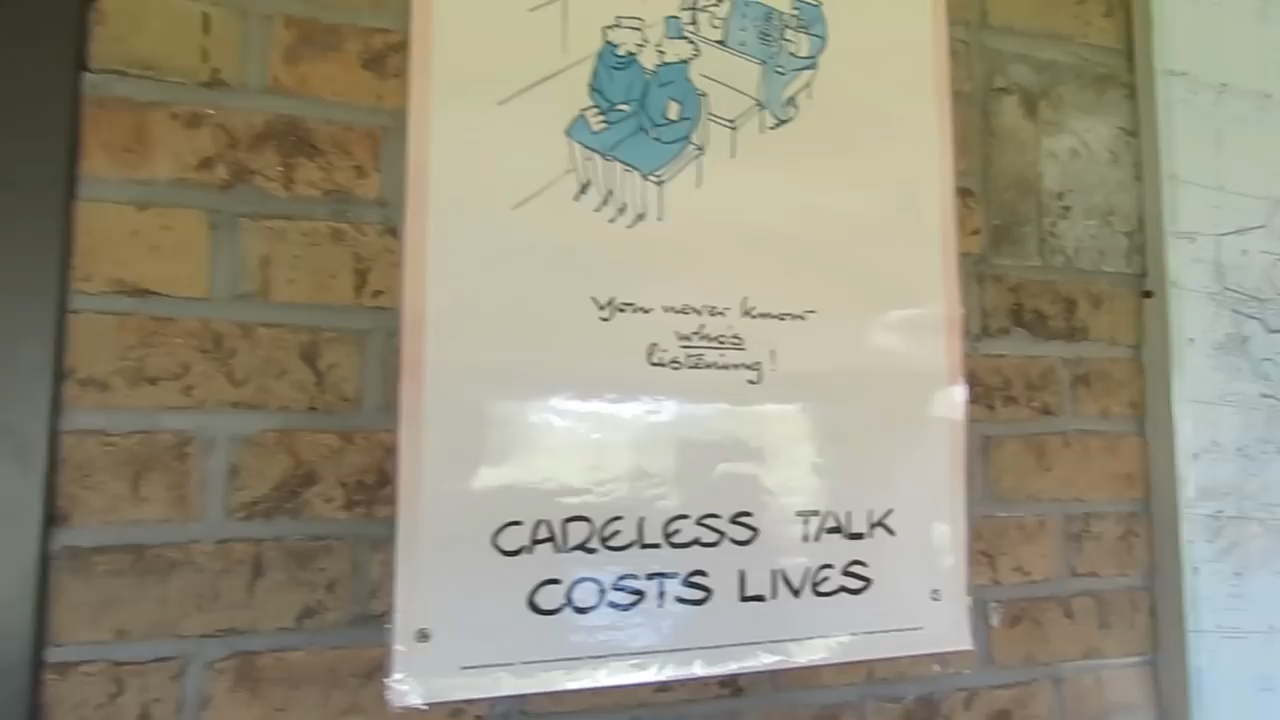 You never know
who's
listening!
CARELESS TALK
COSTS LIVES